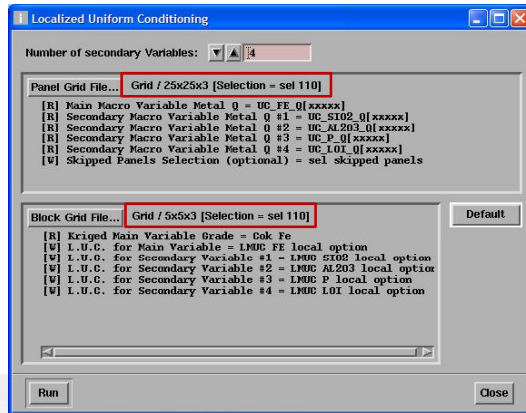 Localized Uniform Conditioning
Number of secondary Variables: 4
Panel Grid File... Grid / 25x25x3 [Selection = sel 110]
[R] Main Macro Variable Metal Q = UC_FE_Q[xxxxx]
[R] Secondary Macro Variable Metal Q #1 = UC_SIO2_Q[xxxxx]
[R] Secondary Macro Variable Metal Q #2 = UC_AL2O3_Q[xxxxx]
[R] Secondary Macro Variable Metal Q #3 = UC_P_Q[xxxxx]
[R] Secondary Macro Variable Metal Q #4 = UC_LOI_Q[xxxxx]
[W] Skipped Panels Selection (optional) = sel skipped panels
Block Grid File... Grid / 5x5x3 [Selection = sel 110]
Default
[R] Kriged Main Variable Grade = Cok Fe
[W] L.U.C. for Main Variable = LMUC FE local option
[W] L.U.C. for Secondary Variable #1 = LMUC SIO2 local option
[W] L.U.C. for Secondary Variable #2 = LMUC AL2O3 local option
[W] L.U.C. for Secondary Variable #3 = LMUC P local option
[W] L.U.C. for Secondary Variable #4 = LMUC LOI local option
Run
Close